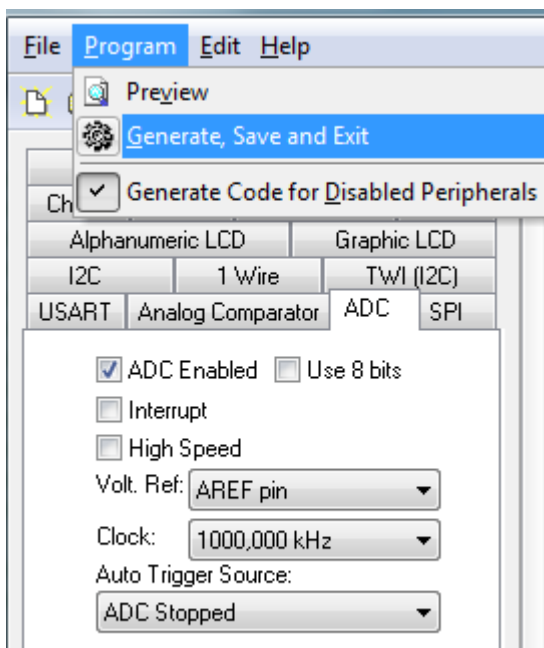 File Program Edit Help
Preview
Generate, Save and Exit
Generate Code for Disabled Peripherals
Ch
Alphanumeric LCD Graphic LCD
I2C 1 Wire TWI (I2C)
USART Analog Comparator ADC SPI
ADC Enabled Use 8 bits
Interrupt
High Speed
Volt. Ref: AREF pin
Clock: 1000,000 kHz
Auto Trigger Source:
ADC Stopped